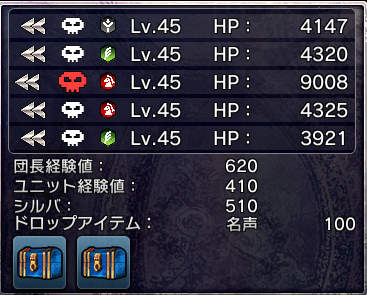 Lv.45 HP： 4147
Lv.45 HP： 4320
Lv.45 HP： 9008
Lv.45 HP： 4325
Lv.45 HP： 3921
団長経験値： 620
ユニット経験値： 410
シルバ： 510
ドロップアイテム： 名声 100